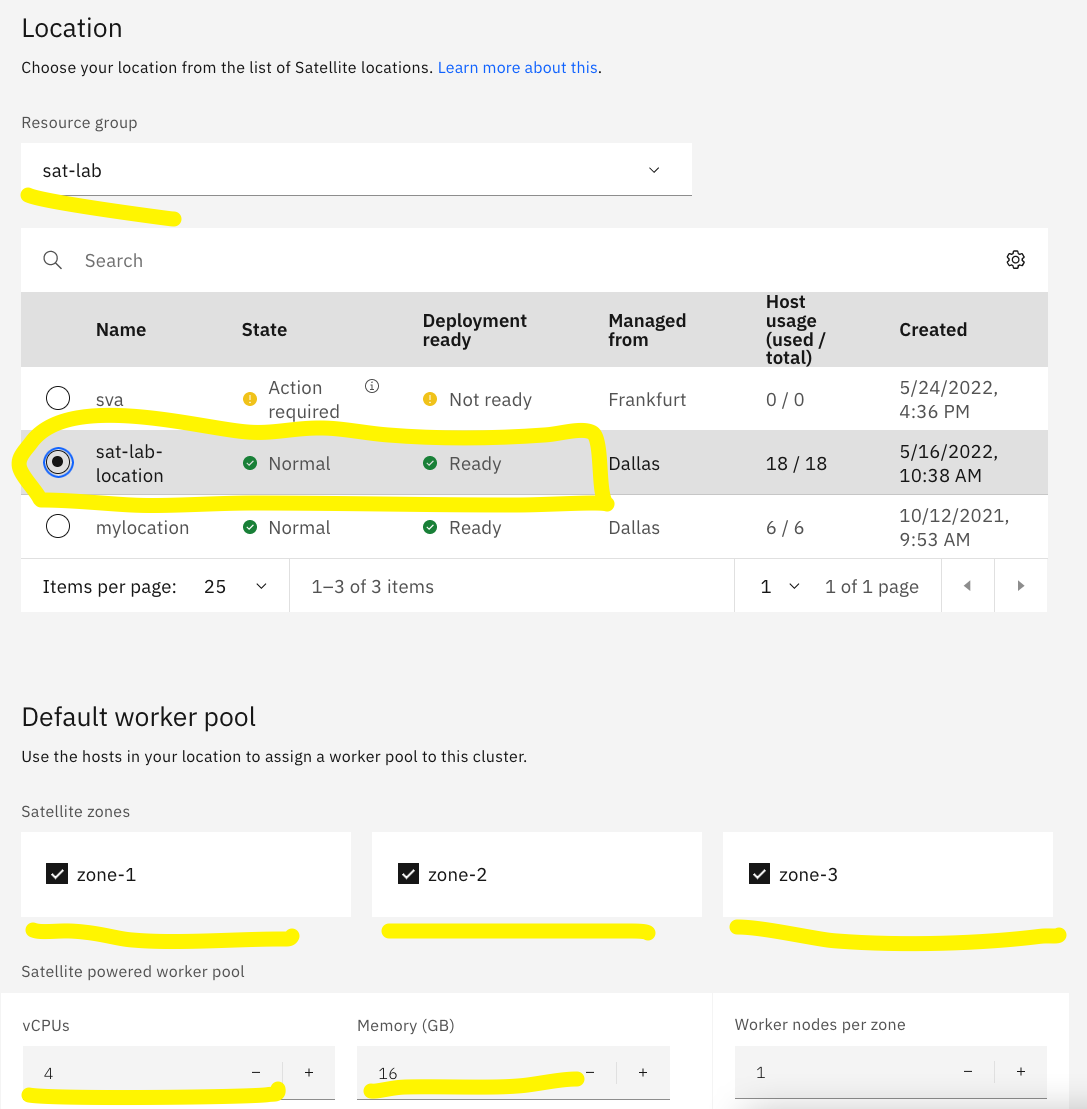 Location
Choose your location from the list of Satellite locations. Learn more about this.
Resource group
sat-lab
Search
Name State Deployment ready Managed from Host usage (used / total) Created
sva Action required Not ready Frankfurt 0 / 0 5/24/2022, 4:36 PM
sat-lab-location Normal Ready Dallas 18 / 18 5/16/2022, 10:38 AM
mylocation Normal Ready Dallas 6 / 6 10/12/2021, 9:53 AM
Items per page: 25 1–3 of 3 items 1 1 of 1 page
Default worker pool
Use the hosts in your location to assign a worker pool to this cluster.
Satellite zones
zone-1 zone-2 zone-3
Satellite powered worker pool
vCPUs Memory (GB) Worker nodes per zone
4 − + 16 − + 1 − +